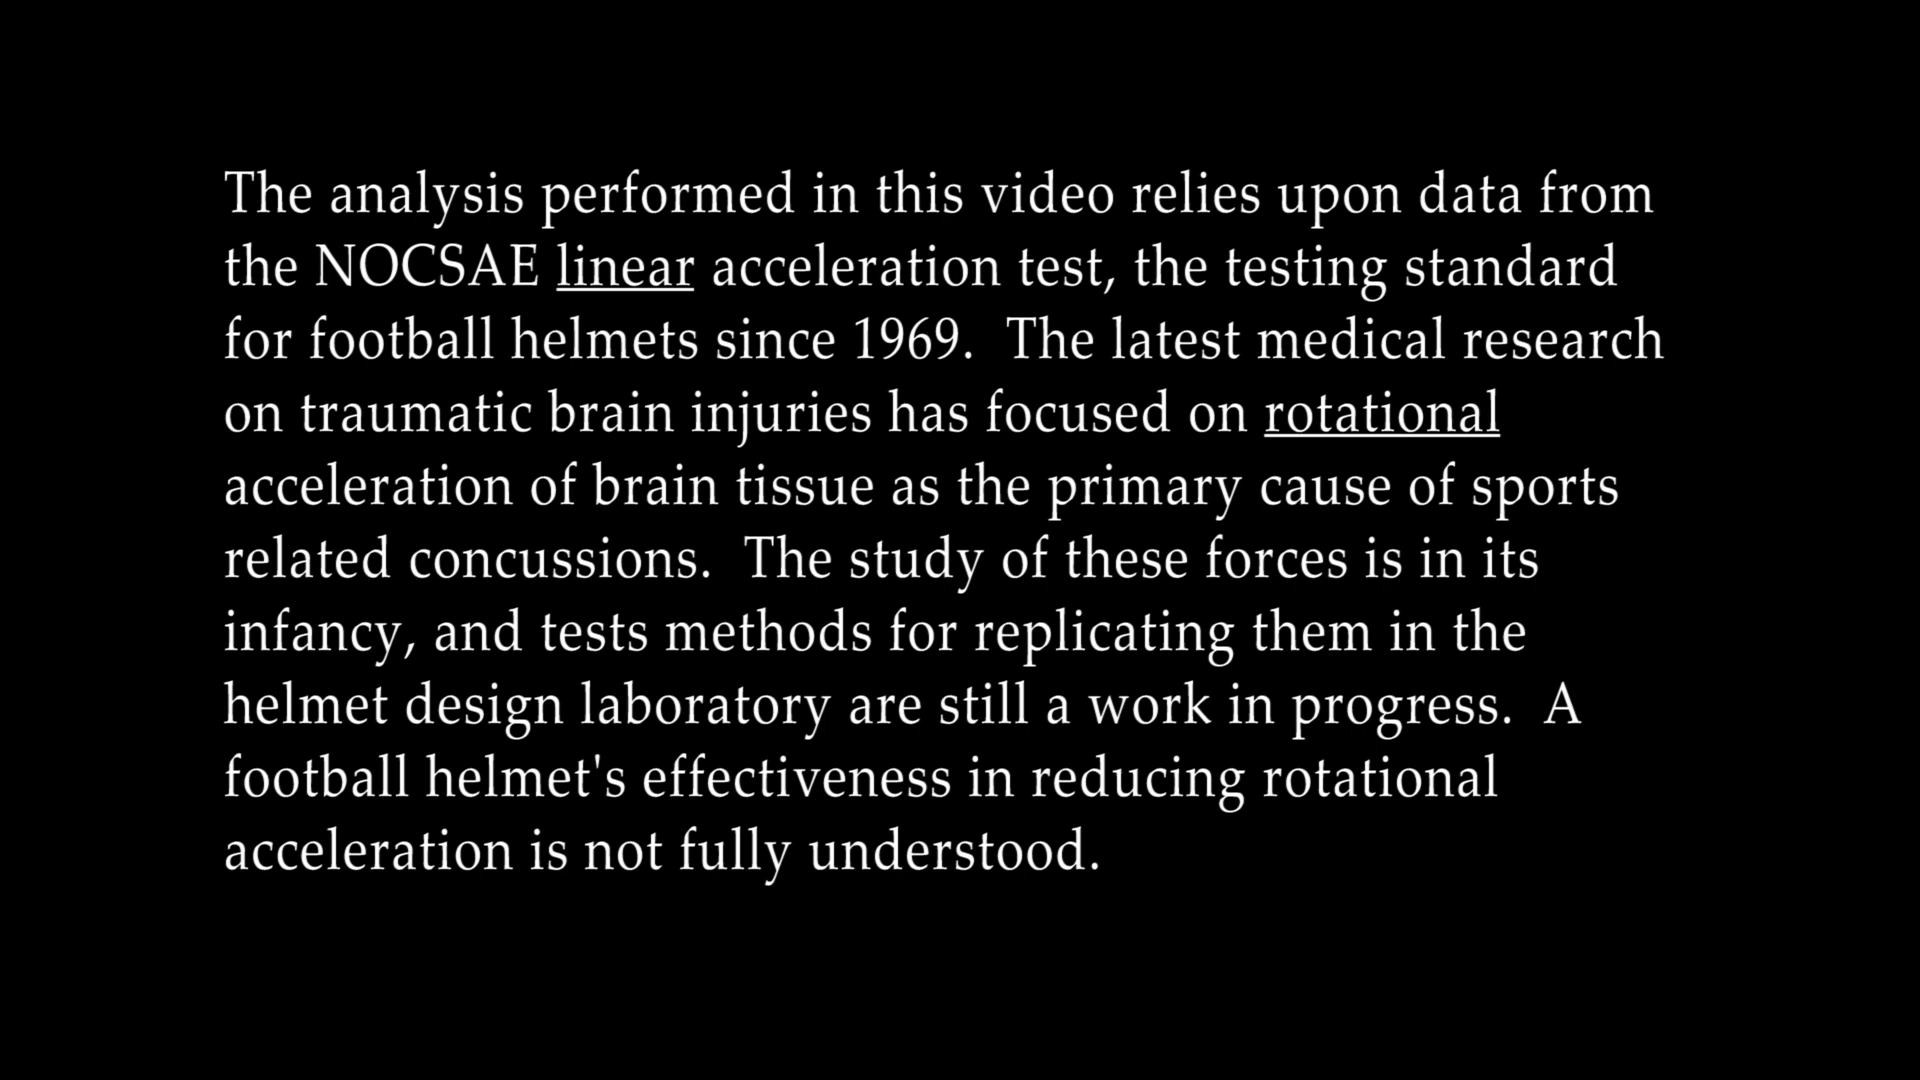 The analysis performed in this video relies upon data from
the NOCSAE linear acceleration test, the testing standard
for football helmets since 1969.  The latest medical research
on traumatic brain injuries has focused on rotational
acceleration of brain tissue as the primary cause of sports
related concussions.  The study of these forces is in its
infancy, and tests methods for replicating them in the
helmet design laboratory are still a work in progress.  A
football helmet's effectiveness in reducing rotational
acceleration is not fully understood.